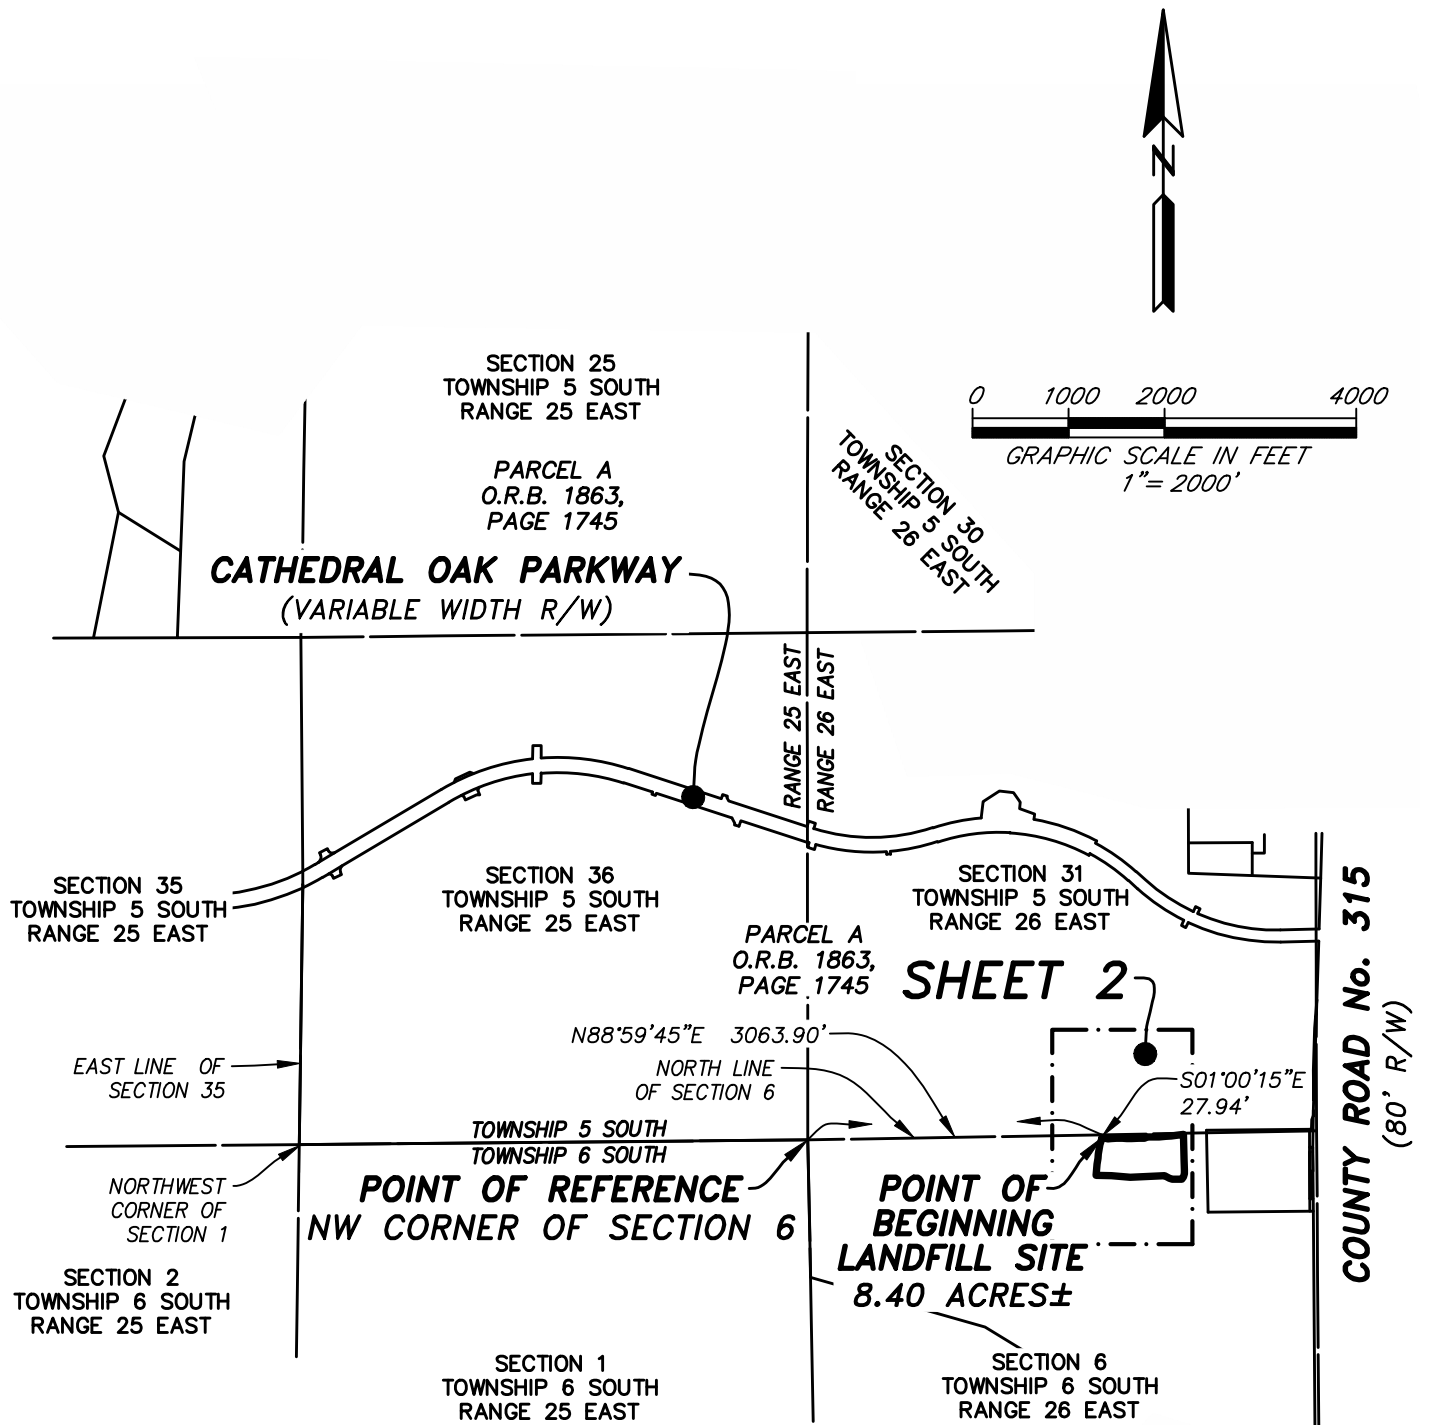 N
0 1000 2000 4000
GRAPHIC SCALE IN FEET
1"= 2000'
SECTION 25
TOWNSHIP 5 SOUTH
RANGE 25 EAST
PARCEL A
O.R.B. 1863,
PAGE 1745
SECTION 30
TOWNSHIP 5 SOUTH
RANGE 26 EAST
CATHEDRAL OAK PARKWAY
(VARIABLE WIDTH R/W)
RANGE 25 EAST
RANGE 26 EAST
SECTION 35
TOWNSHIP 5 SOUTH
RANGE 25 EAST
SECTION 36
TOWNSHIP 5 SOUTH
RANGE 25 EAST
SECTION 31
TOWNSHIP 5 SOUTH
RANGE 26 EAST
PARCEL A
O.R.B. 1863,
PAGE 1745
SHEET 2
COUNTY ROAD No. 315
(80' R/W)
N88°59'45"E 3063.90'
NORTH LINE
OF SECTION 6
EAST LINE OF
SECTION 35
S01°00'15"E
27.94'
TOWNSHIP 5 SOUTH
TOWNSHIP 6 SOUTH
NORTHWEST
CORNER OF
SECTION 1
POINT OF REFERENCE
NW CORNER OF SECTION 6
POINT OF
BEGINNING
LANDFILL SITE
8.40 ACRES±
SECTION 2
TOWNSHIP 6 SOUTH
RANGE 25 EAST
SECTION 1
TOWNSHIP 6 SOUTH
RANGE 25 EAST
SECTION 6
TOWNSHIP 6 SOUTH
RANGE 26 EAST